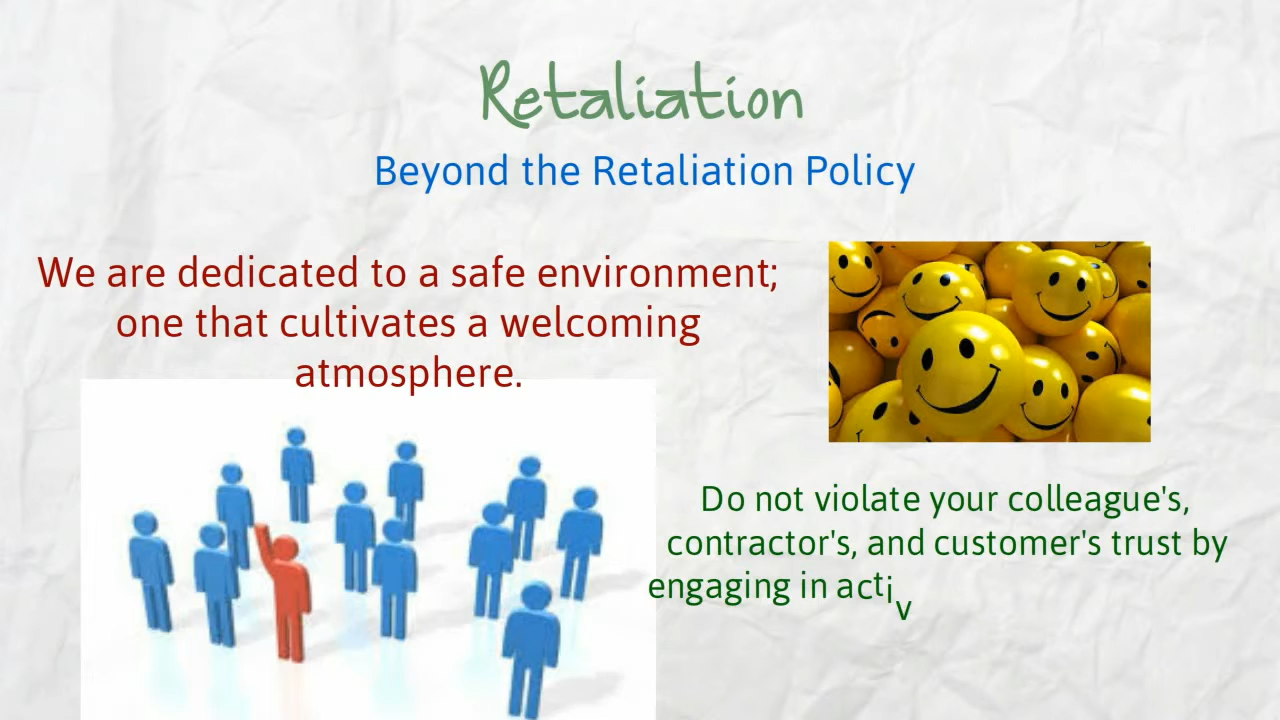 Retaliation
Beyond the Retaliation Policy
We are dedicated to a safe environment;
one that cultivates a welcoming
atmosphere.
Do not violate your colleague's,
contractor's, and customer's trust by
engaging in activ